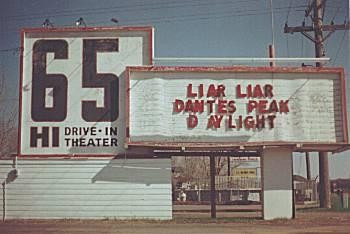 65
HI DRIVE-IN
THEATER
LIAR LIAR
DANTES PEAK
DAYLIGHT